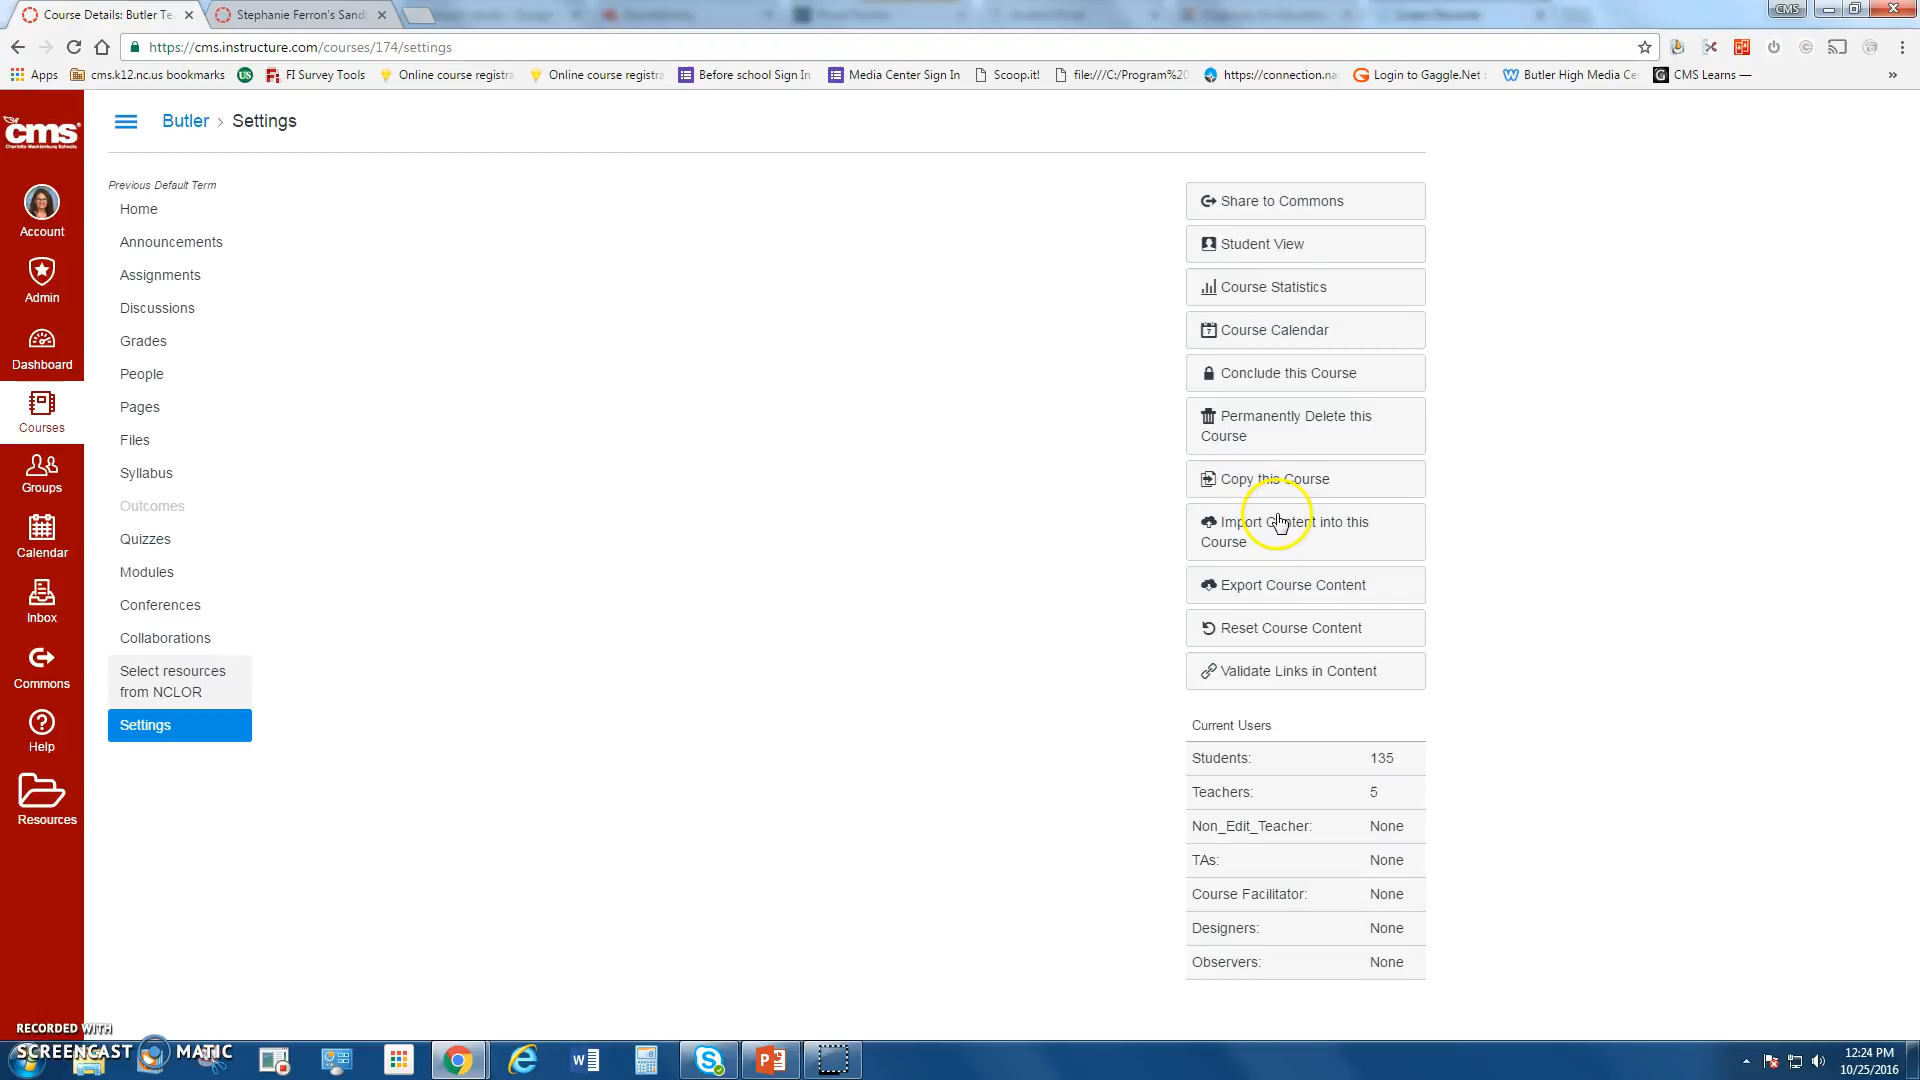 Course Details: Butler Te
Stephanie Ferron's Sand
CMS
https://cms.instructure.com/courses/174/settings
Apps
cms.k12.nc.us bookmarks
US
FI Survey Tools
Online course registra
Online course registra
Before school Sign In
Media Center Sign In
Scoop.it!
file:///C:/Program%20
https://connection.na
Login to Gaggle.Net
Butler High Media Ce
CMS Learns —
»
cms
Charlotte Mecklenburg Schools
Butler > Settings
Account
Admin
Dashboard
Courses
Groups
Calendar
Inbox
Commons
Help
Resources
Previous Default Term
Home
Announcements
Assignments
Discussions
Grades
People
Pages
Files
Syllabus
Outcomes
Quizzes
Modules
Conferences
Collaborations
Select resources
from NCLOR
Settings
Share to Commons
Student View
Course Statistics
Course Calendar
Conclude this Course
Permanently Delete this
Course
Copy this Course
Import Content into this
Course
Export Course Content
Reset Course Content
Validate Links in Content
Current Users
Students: 135
Teachers: 5
Non_Edit_Teacher: None
TAs: None
Course Facilitator: None
Designers: None
Observers: None
RECORDED WITH
SCREENCAST MATIC
12:24 PM
10/25/2016